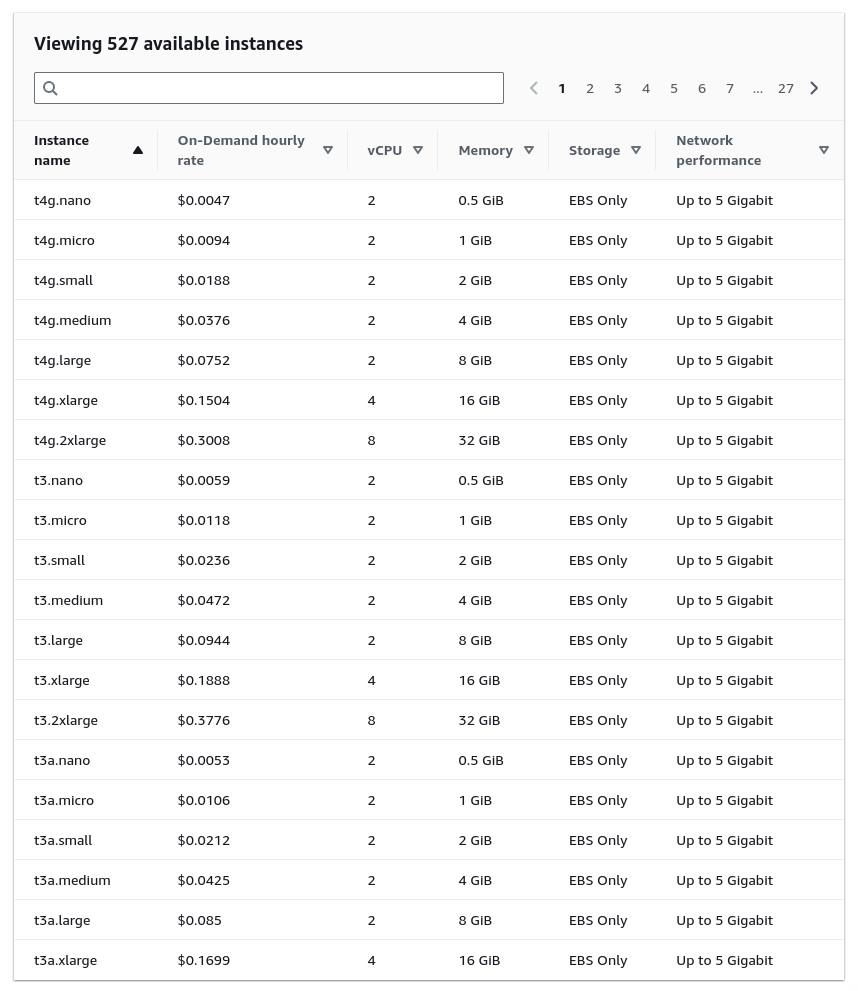 Viewing 527 available instances
1 2 3 4 5 6 7 ... 27
Instance name On-Demand hourly rate vCPU Memory Storage Network performance
t4g.nano $0.0047 2 0.5 GiB EBS Only Up to 5 Gigabit
t4g.micro $0.0094 2 1 GiB EBS Only Up to 5 Gigabit
t4g.small $0.0188 2 2 GiB EBS Only Up to 5 Gigabit
t4g.medium $0.0376 2 4 GiB EBS Only Up to 5 Gigabit
t4g.large $0.0752 2 8 GiB EBS Only Up to 5 Gigabit
t4g.xlarge $0.1504 4 16 GiB EBS Only Up to 5 Gigabit
t4g.2xlarge $0.3008 8 32 GiB EBS Only Up to 5 Gigabit
t3.nano $0.0059 2 0.5 GiB EBS Only Up to 5 Gigabit
t3.micro $0.0118 2 1 GiB EBS Only Up to 5 Gigabit
t3.small $0.0236 2 2 GiB EBS Only Up to 5 Gigabit
t3.medium $0.0472 2 4 GiB EBS Only Up to 5 Gigabit
t3.large $0.0944 2 8 GiB EBS Only Up to 5 Gigabit
t3.xlarge $0.1888 4 16 GiB EBS Only Up to 5 Gigabit
t3.2xlarge $0.3776 8 32 GiB EBS Only Up to 5 Gigabit
t3a.nano $0.0053 2 0.5 GiB EBS Only Up to 5 Gigabit
t3a.micro $0.0106 2 1 GiB EBS Only Up to 5 Gigabit
t3a.small $0.0212 2 2 GiB EBS Only Up to 5 Gigabit
t3a.medium $0.0425 2 4 GiB EBS Only Up to 5 Gigabit
t3a.large $0.085 2 8 GiB EBS Only Up to 5 Gigabit
t3a.xlarge $0.1699 4 16 GiB EBS Only Up to 5 Gigabit